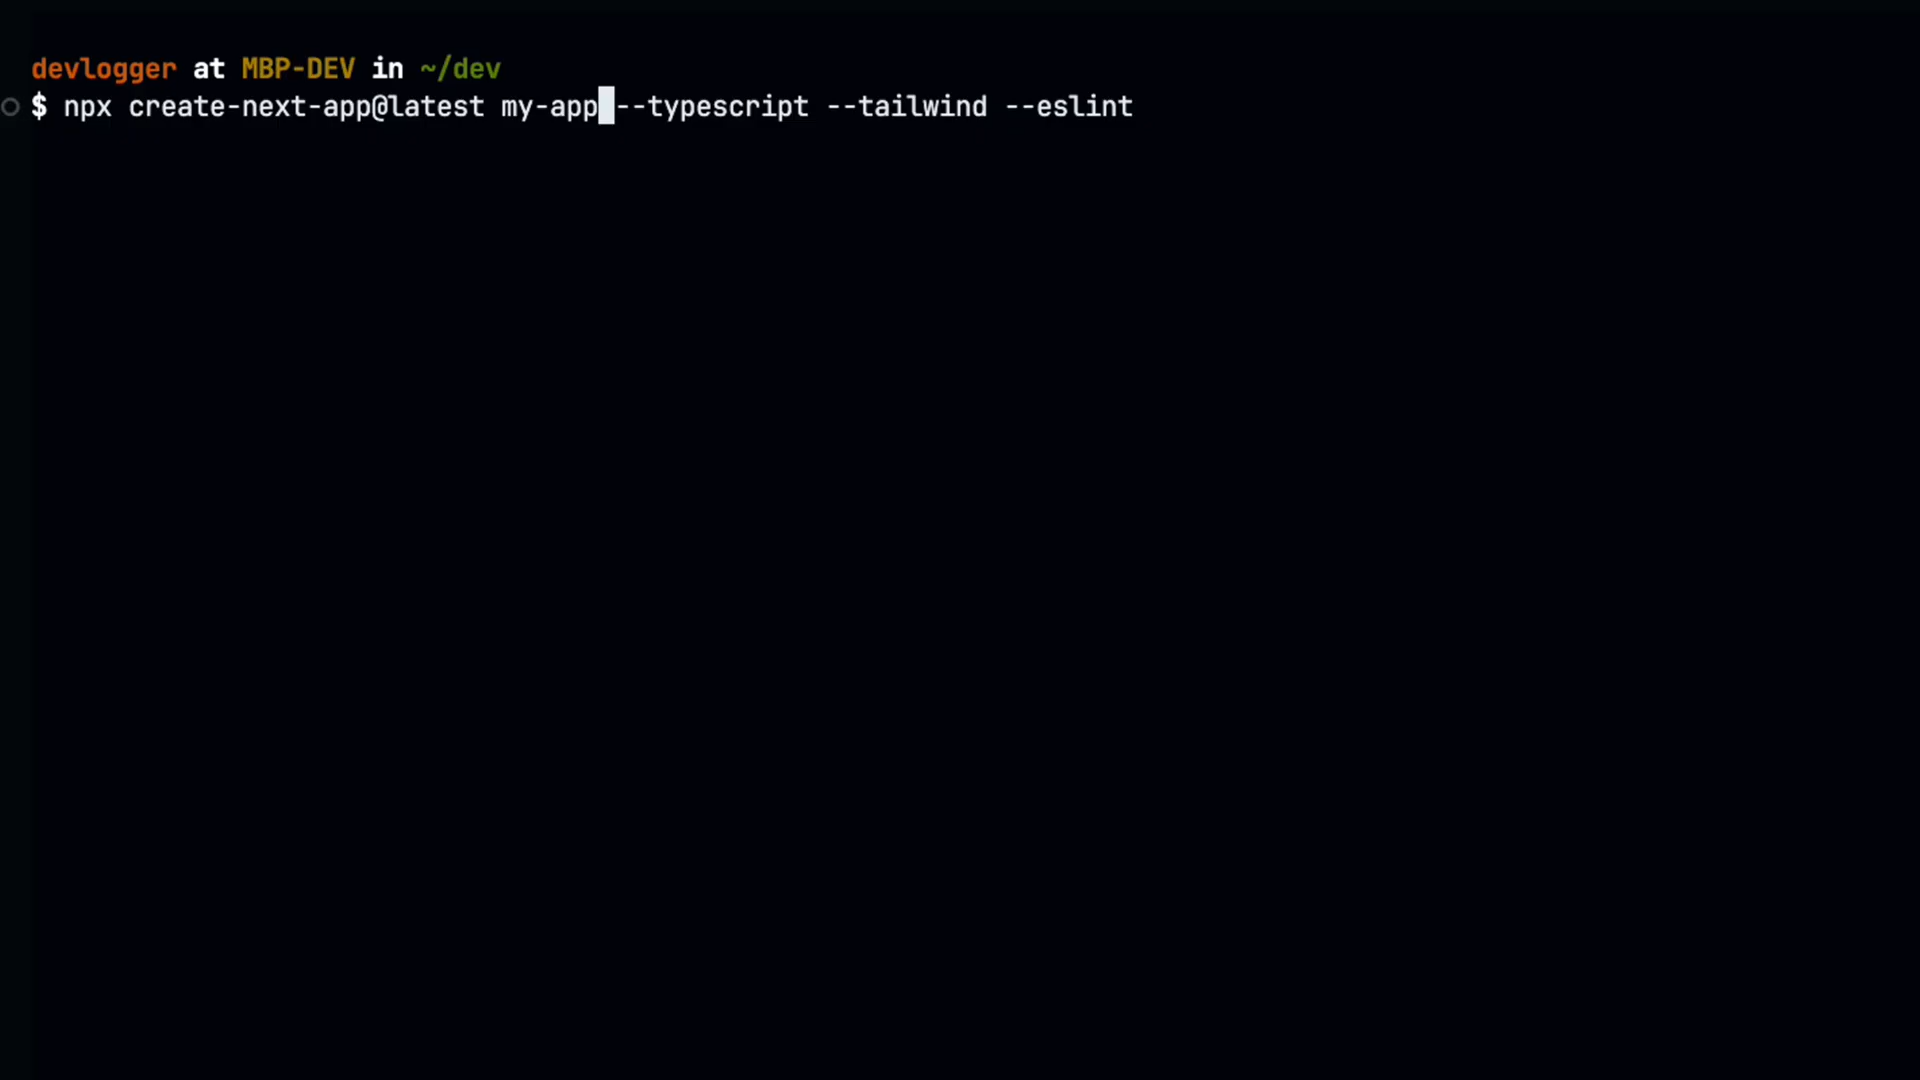 devlogger at MBP-DEV in ~/dev
$ npx create-next-app@latest my-app --typescript --tailwind --eslint